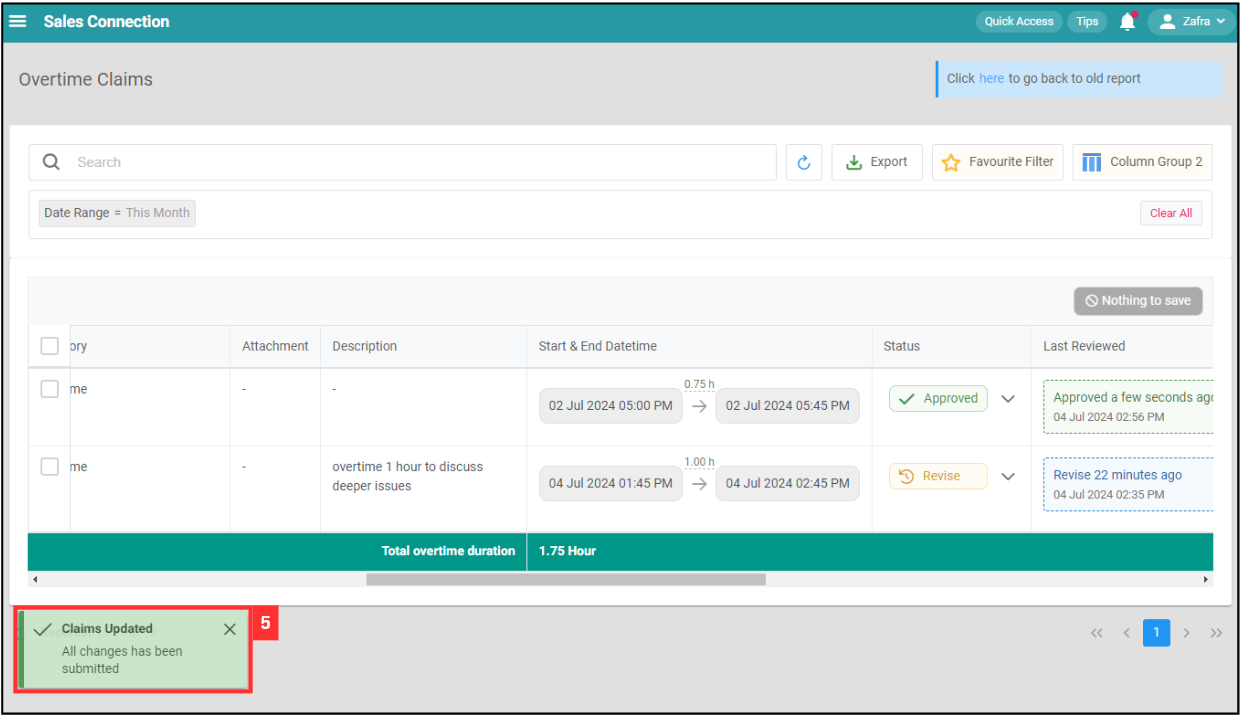 Sales Connection
Quick Access
Tips
Zafra
Overtime Claims
Click here to go back to old report
Search
Export
Favourite Filter
Column Group 2
Date Range = This Month
Clear All
Nothing to save
ory
Attachment
Description
Start & End Datetime
Status
Last Reviewed
me
-
-
02 Jul 2024 05:00 PM
0.75 h
02 Jul 2024 05:45 PM
Approved
Approved a few seconds ago
04 Jul 2024 02:56 PM
me
-
overtime 1 hour to discuss
deeper issues
04 Jul 2024 01:45 PM
1.00 h
04 Jul 2024 02:45 PM
Revise
Revise 22 minutes ago
04 Jul 2024 02:35 PM
Total overtime duration
1.75 Hour
Claims Updated
All changes has been
submitted
5
1